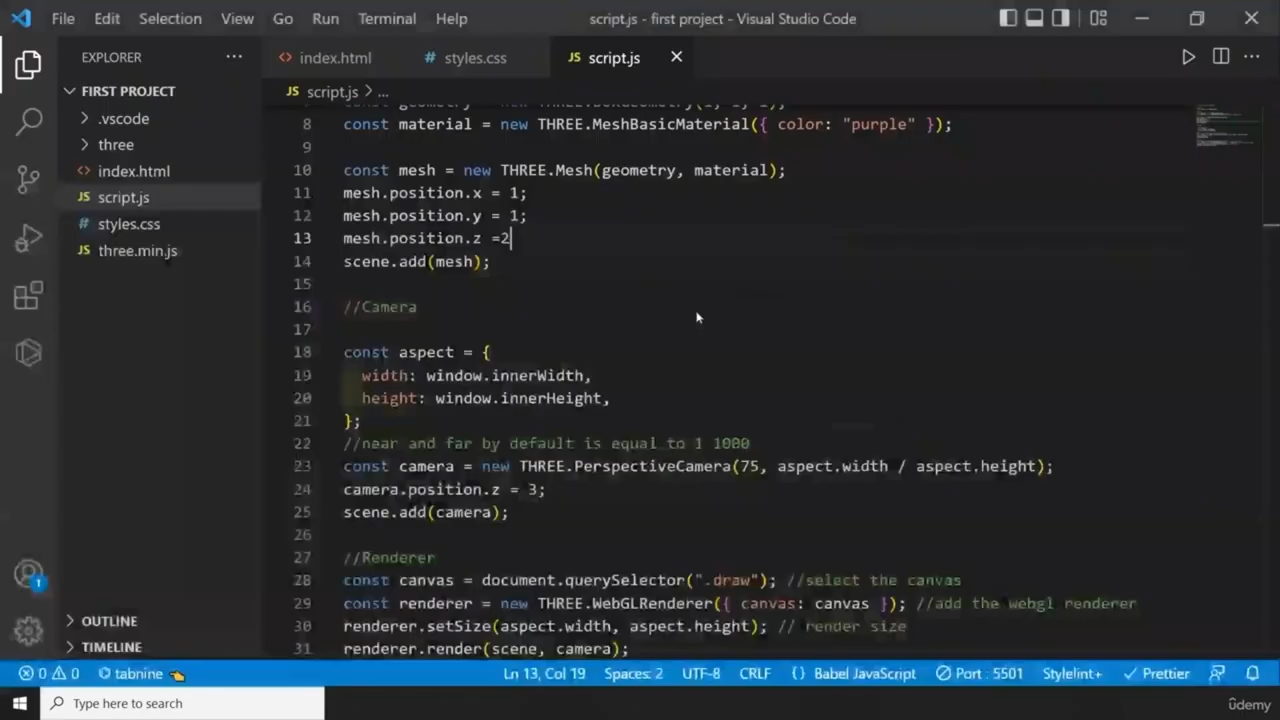 File Edit Selection View Go Run Terminal Help script.js - first project - Visual Studio Code
EXPLORER ... index.html styles.css script.js
FIRST PROJECT
script.js > ...
.vscode
three
index.html
script.js
styles.css
three.min.js
8 const material = new THREE.MeshBasicMaterial({ color: "purple" });
9
10 const mesh = new THREE.Mesh(geometry, material);
11 mesh.position.x = 1;
12 mesh.position.y = 1;
13 mesh.position.z =2
14 scene.add(mesh);
15
16 //Camera
17
18 const aspect = {
19 width: window.innerWidth,
20 height: window.innerHeight,
21 };
22 //near and far by default is equal to 1 1000
23 const camera = new THREE.PerspectiveCamera(75, aspect.width / aspect.height);
24 camera.position.z = 3;
25 scene.add(camera);
26
27 //Renderer
28 const canvas = document.querySelector(".draw"); //select the canvas
29 const renderer = new THREE.WebGLRenderer({ canvas: canvas }); //add the webgl renderer
30 renderer.setSize(aspect.width, aspect.height); // render size
31 renderer.render(scene, camera);
1
OUTLINE
TIMELINE
0 0 tabnine Ln 13, Col 19 Spaces: 2 UTF-8 CRLF {} Babel JavaScript Port : 5501 Stylelint+ Prettier
Type here to search
ûdemy